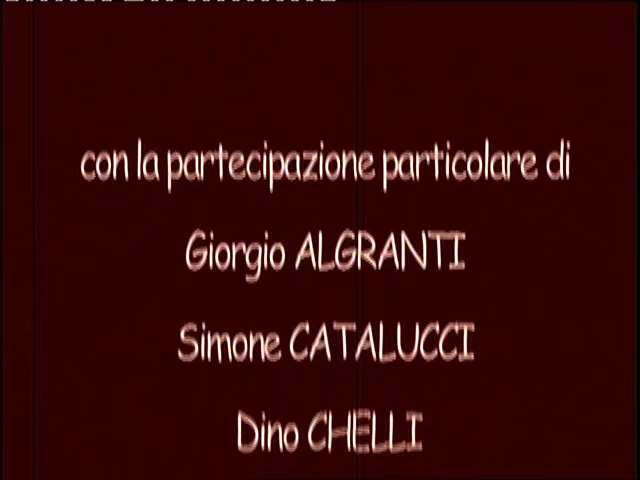 con la partecipazione particolare di
Giorgio ALGRANTI
Simone CATALUCCI
Dino CHELLI